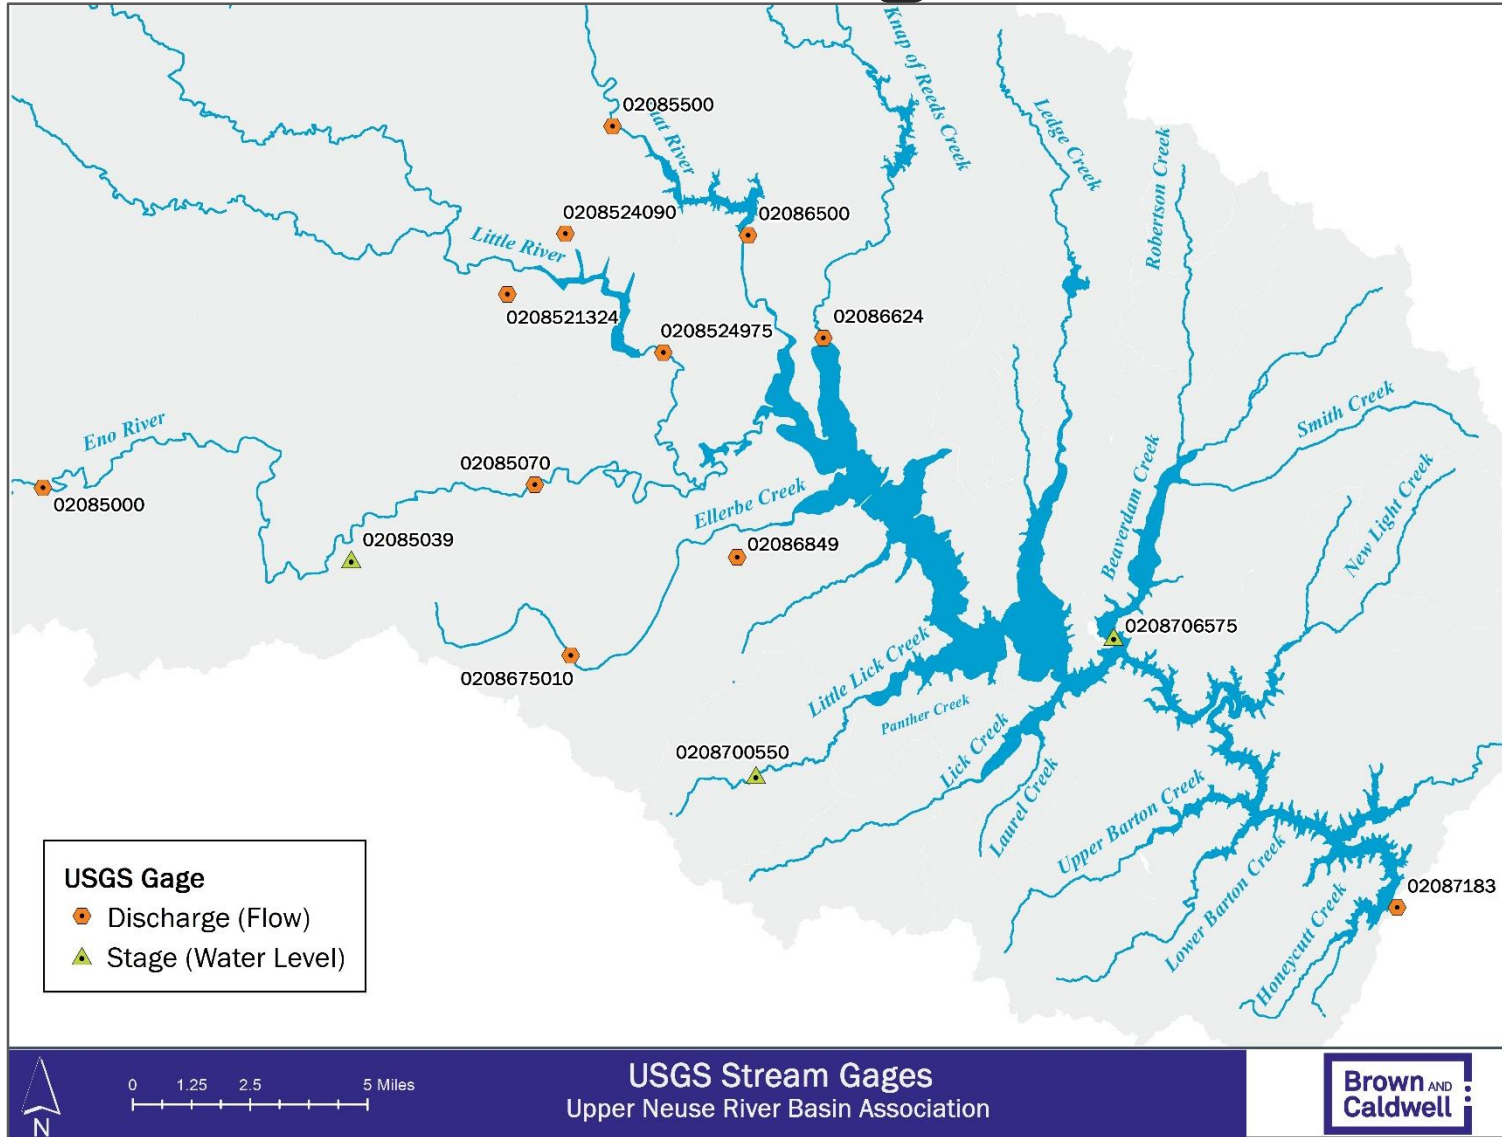 Knap of Reeds Creek
02085500
Ledge Creek
Robertson Creek
0208524090
02086500
Little River
0208521324
0208524975
02086624
Smith Creek
Eno River
02085070
Ellerbe Creek
Beaverdam Creek
New Light Creek
02085000
02085039
02086849
0208706575
0208675010
Little Lick Creek
Panther Creek
0208700550
Lick Creek
Laurel Creek
Upper Barton Creek
Lower Barton Creek
Honeycutt Creek
02087183
USGS Gage
Discharge (Flow)
Stage (Water Level)
N
0 1.25 2.5 5 Miles
USGS Stream Gages
Upper Neuse River Basin Association
Brown AND
Caldwell